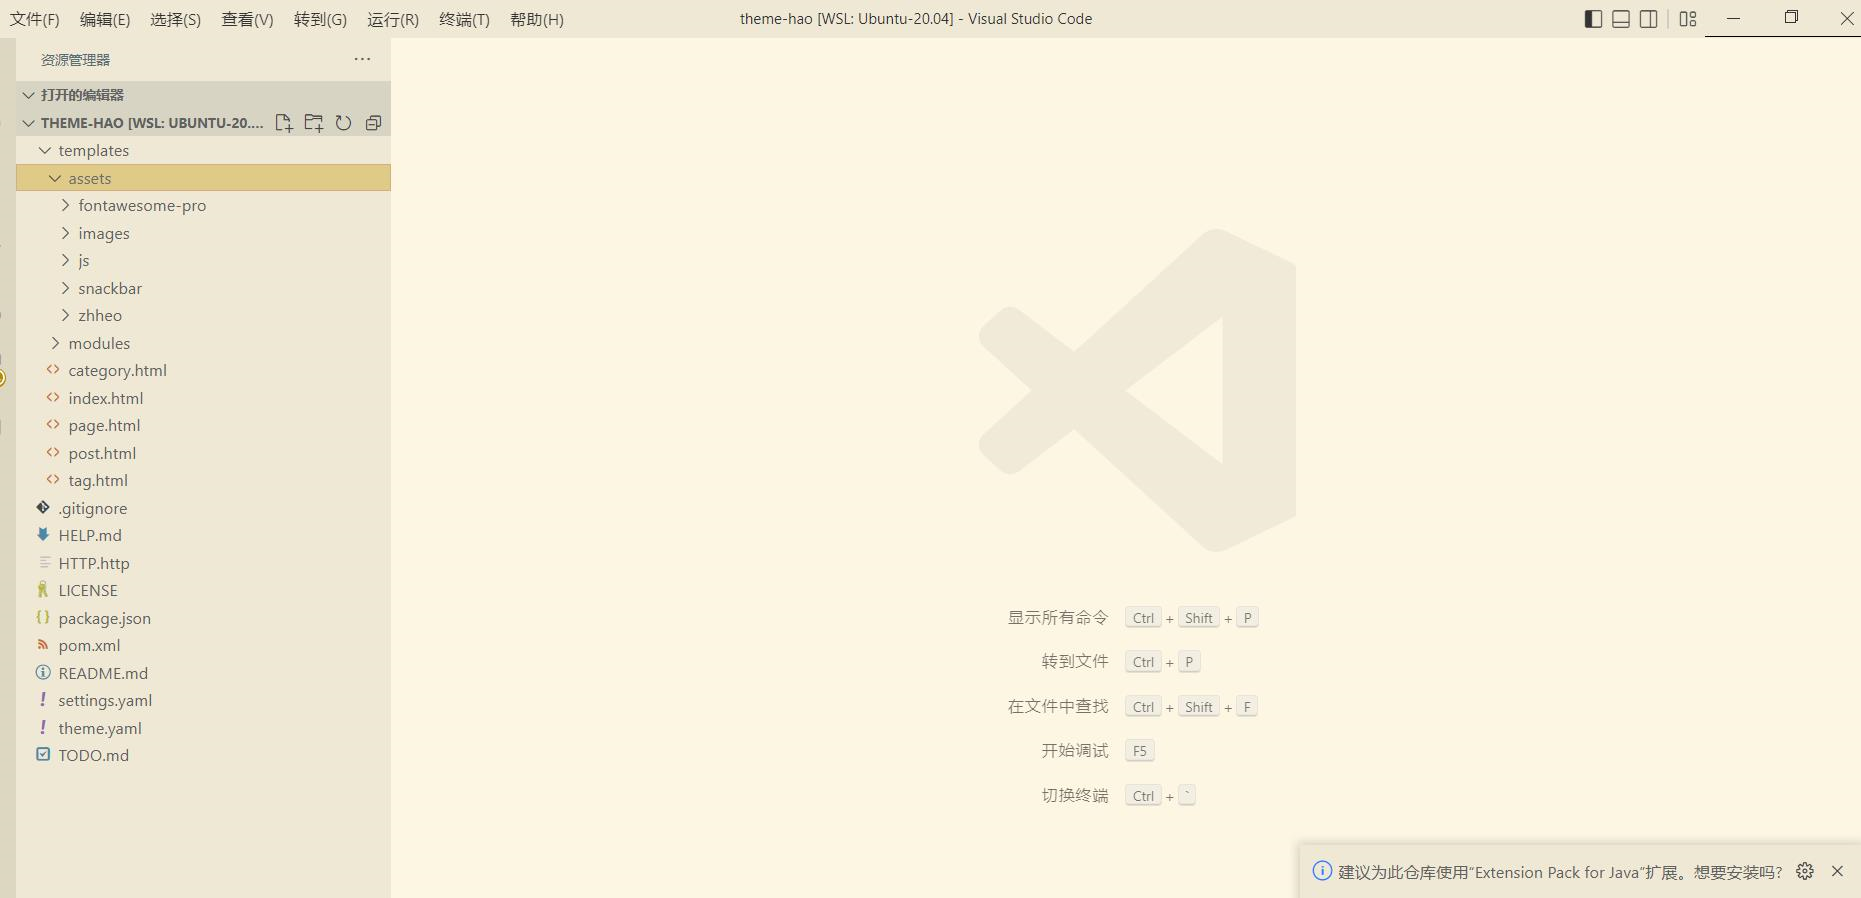 文件(F) 编辑(E) 选择(S) 查看(V) 转到(G) 运行(R) 终端(T) 帮助(H) theme-hao [WSL: Ubuntu-20.04] - Visual Studio Code
资源管理器
打开的编辑器
THEME-HAO [WSL: UBUNTU-20....
templates
assets
fontawesome-pro
images
js
snackbar
zhheo
modules
category.html
index.html
page.html
post.html
tag.html
.gitignore
HELP.md
HTTP.http
LICENSE
package.json
pom.xml
README.md
settings.yaml
theme.yaml
TODO.md
显示所有命令 Ctrl + Shift + P
转到文件 Ctrl + P
在文件中查找 Ctrl + Shift + F
开始调试 F5
切换终端 Ctrl + `
建议为此仓库使用"Extension Pack for Java"扩展。想要安装吗?